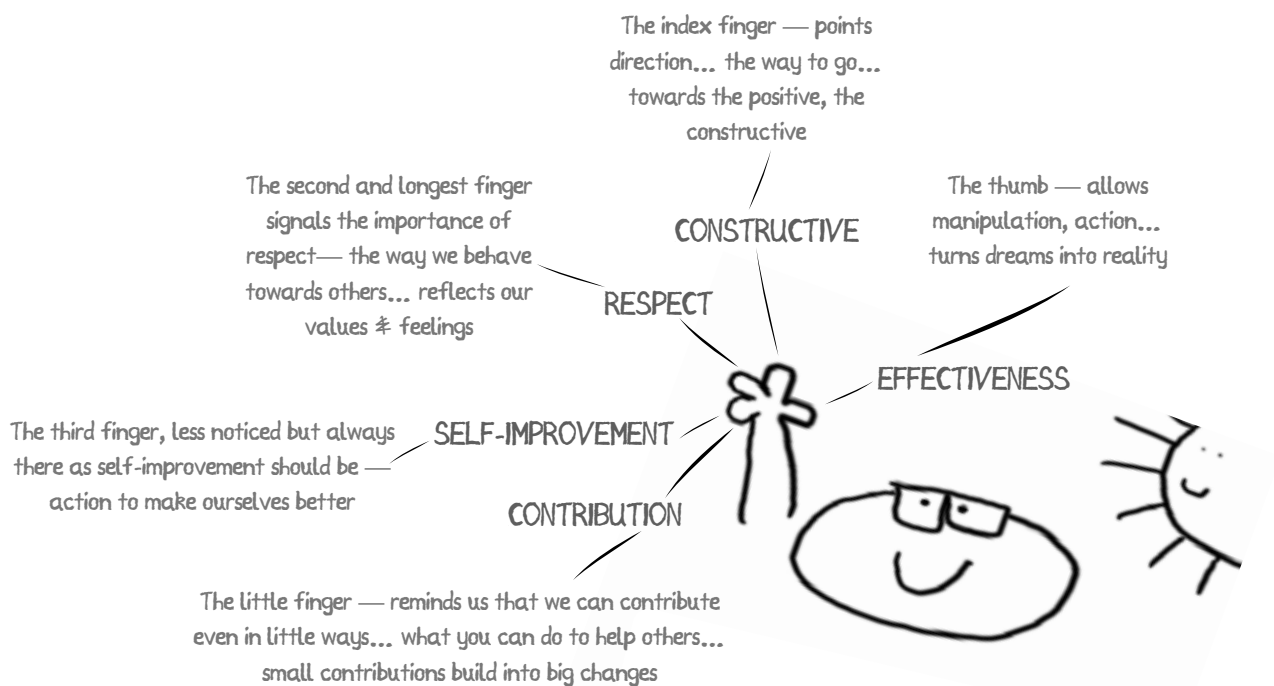 The index finger — points
direction... the way to go...
towards the positive, the
constructive
CONSTRUCTIVE
The thumb — allows
manipulation, action...
turns dreams into reality
EFFECTIVENESS
The second and longest finger
signals the importance of
respect— the way we behave
towards others... reflects our
values & feelings
RESPECT
The third finger, less noticed but always
there as self-improvement should be —
action to make ourselves better
SELF-IMPROVEMENT
CONTRIBUTION
The little finger — reminds us that we can contribute
even in little ways... what you can do to help others...
small contributions build into big changes